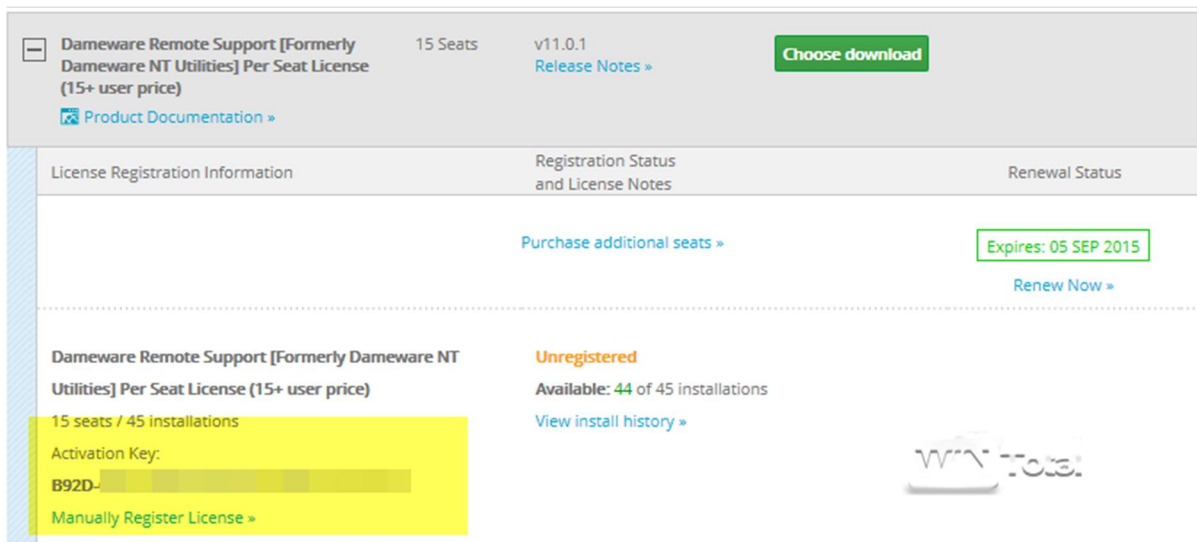 Dameware Remote Support [Formerly
Dameware NT Utilities] Per Seat License
(15+ user price)
15 Seats
v11.0.1
Release Notes »
Choose download
Product Documentation »
License Registration Information
Registration Status
and License Notes
Renewal Status
Purchase additional seats »
Expires: 05 SEP 2015
Renew Now »
Dameware Remote Support [Formerly Dameware NT
Utilities] Per Seat License (15+ user price)
15 seats / 45 installations
Activation Key:
B92D-
Manually Register License »
Unregistered
Available: 44 of 45 installations
View install history »
WIN Total